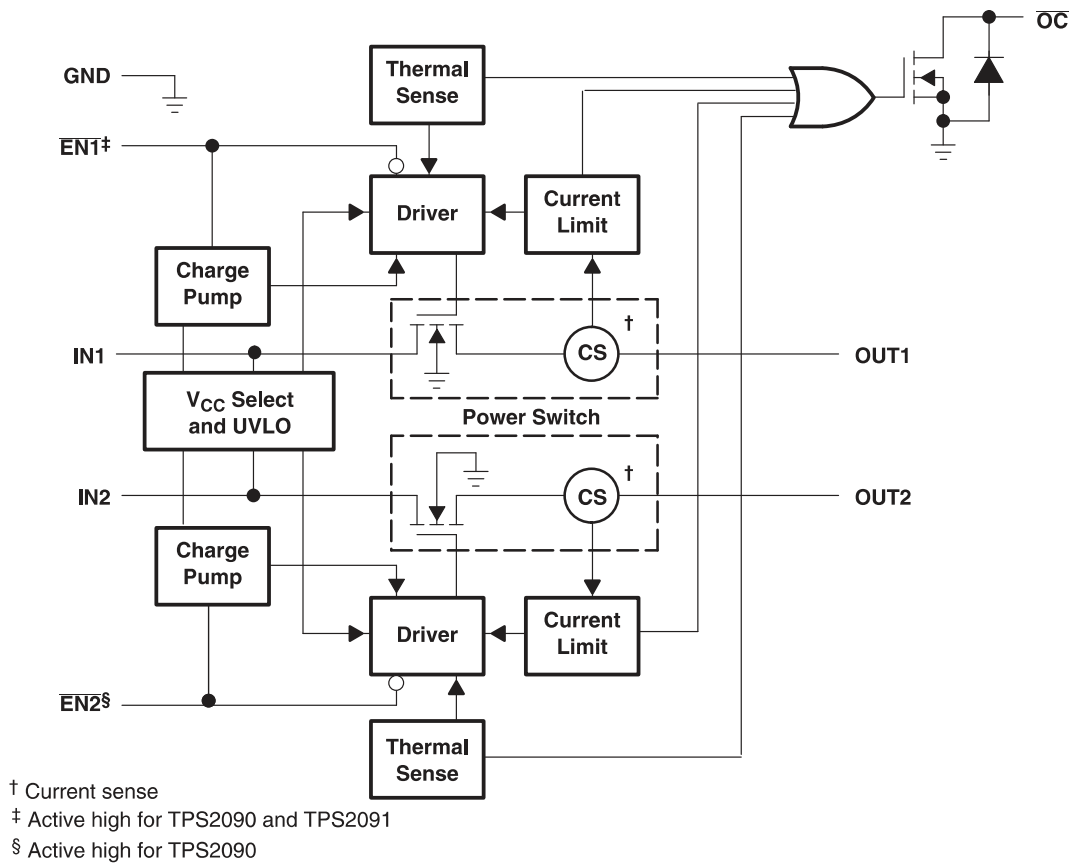 OC
GND
Thermal
Sense
EN1‡
Driver
Current
Limit
Charge
Pump
†
IN1
CS
OUT1
VCC Select
and UVLO
Power Switch
†
IN2
CS
OUT2
Charge
Pump
Driver
Current
Limit
EN2§
Thermal
Sense
† Current sense
‡ Active high for TPS2090 and TPS2091
§ Active high for TPS2090